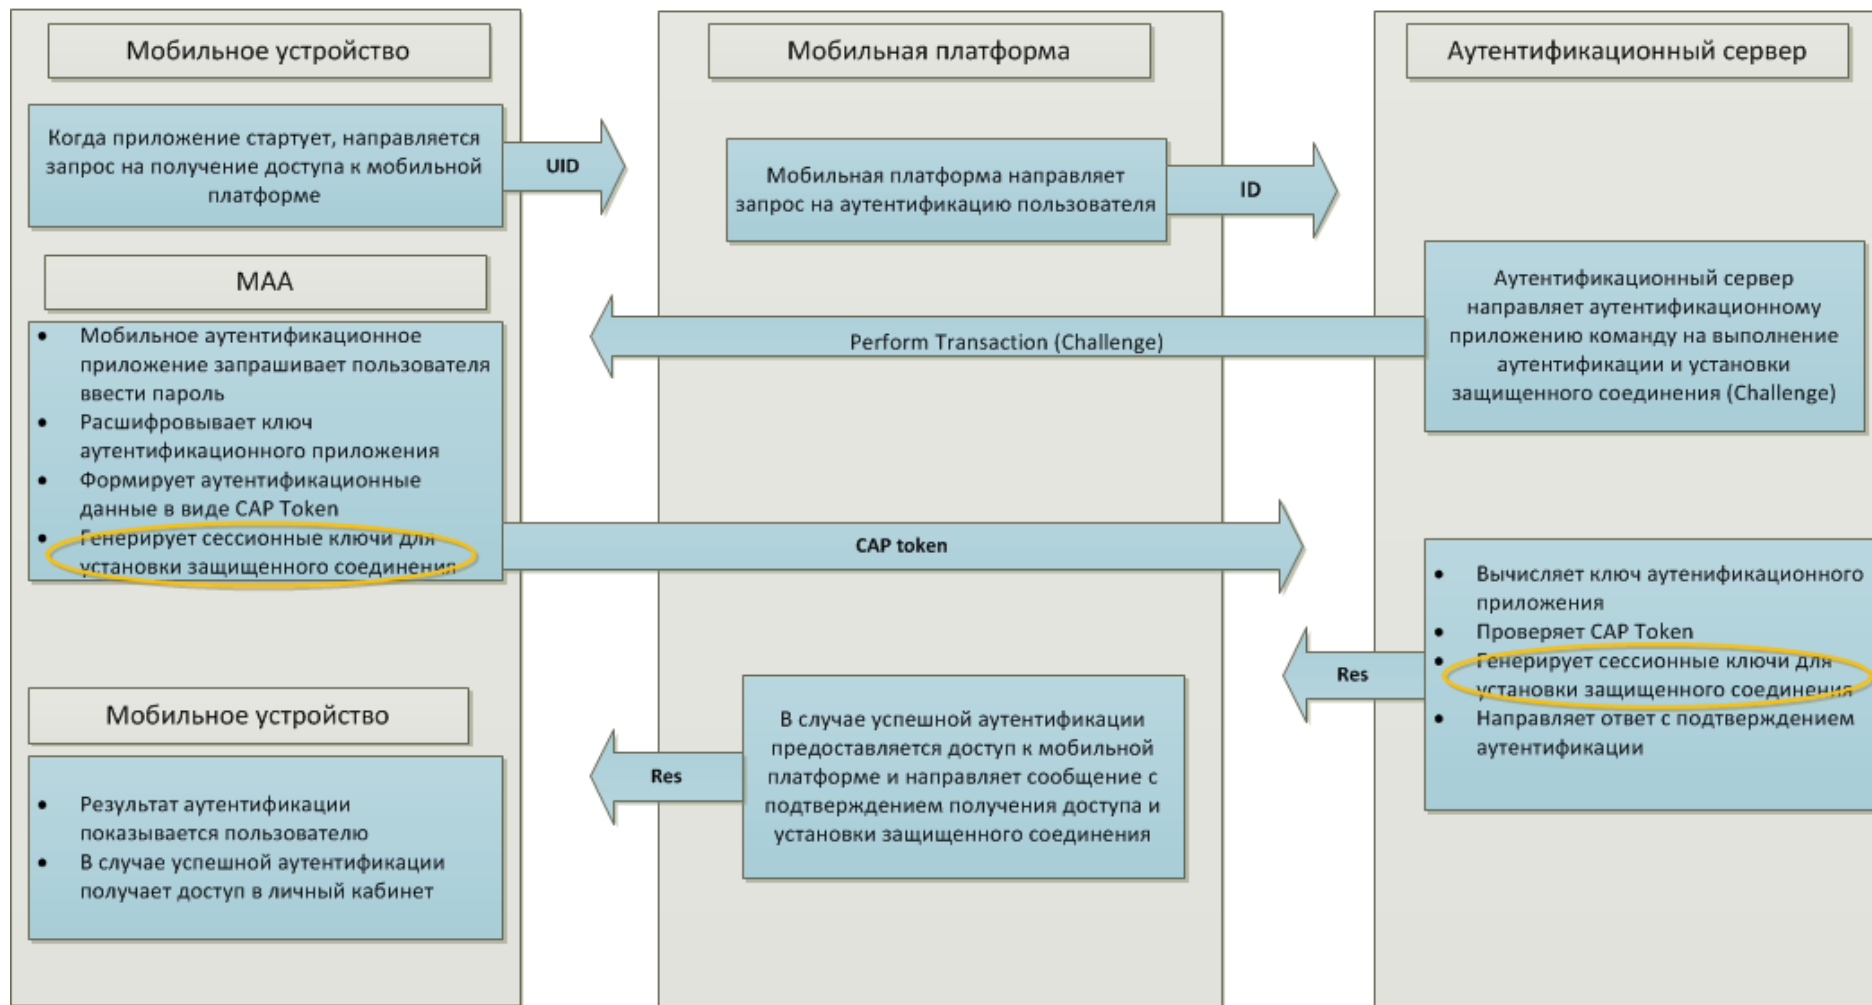 Мобильное устройство
Мобильная платформа
Аутентификационный сервер
Когда приложение стартует, направляется
запрос на получение доступа к мобильной
платформе
UID
Мобильная платформа направляет
запрос на аутентификацию пользователя
ID
Аутентификационный сервер
направляет аутентификационному
приложению команду на выполнение
аутентификации и установки
защищенного соединения (Challenge)
Perform Transaction (Challenge)
МАА
• Мобильное аутентификационное
приложение запрашивает пользователя
ввести пароль
• Расшифровывает ключ
аутентификационного приложения
• Формирует аутентификационные
данные в виде CAP Token
• Генерирует сессионные ключи для
установки защищенного соединения
CAP token
• Вычисляет ключ аутенификационного
приложения
• Проверяет CAP Token
• Генерирует сессионные ключи для
установки защищенного соединения
• Направляет ответ с подтверждением
аутентификации
Res
В случае успешной аутентификации
предоставляется доступ к мобильной
платформе и направляет сообщение с
подтверждением получения доступа и
установки защищенного соединения
Res
Мобильное устройство
• Результат аутентификации
показывается пользователю
• В случае успешной аутентификации
получает доступ в личный кабинет